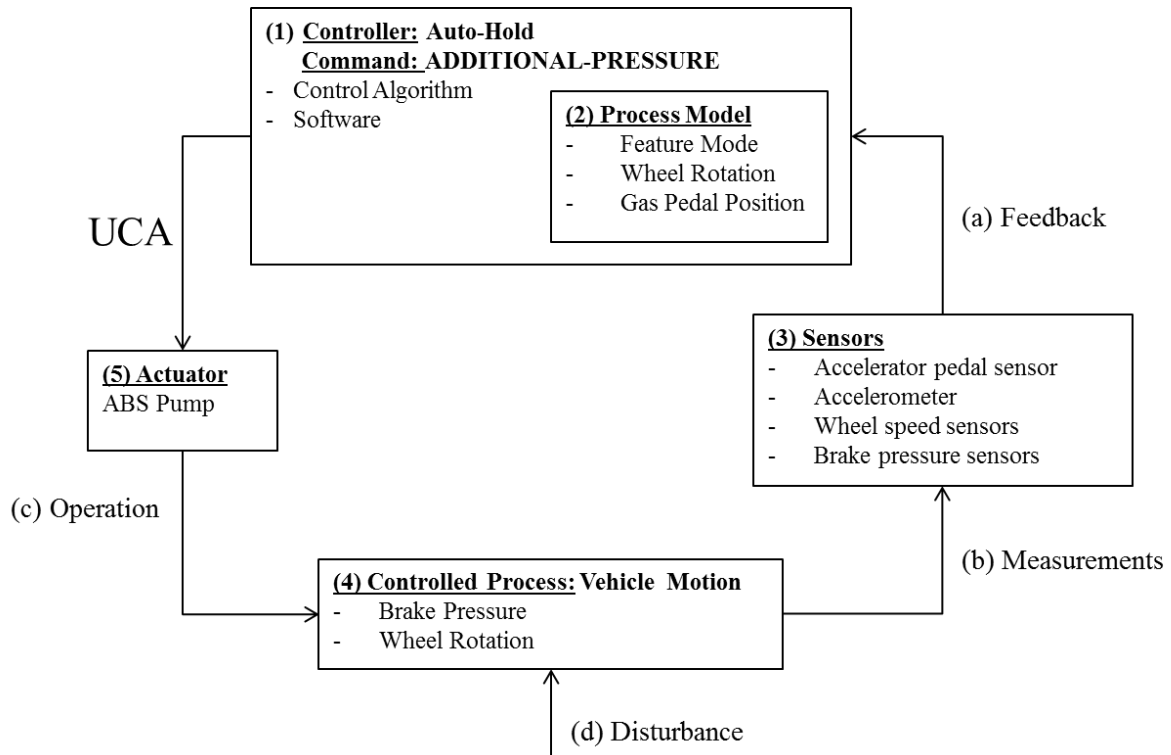 (1) Controller: Auto-Hold
Command: ADDITIONAL-PRESSURE
- Control Algorithm
- Software
(2) Process Model
- Feature Mode
- Wheel Rotation
- Gas Pedal Position
UCA
(a) Feedback
(5) Actuator
ABS Pump
(3) Sensors
- Accelerator pedal sensor
- Accelerometer
- Wheel speed sensors
- Brake pressure sensors
(c) Operation
(b) Measurements
(4) Controlled Process: Vehicle Motion
- Brake Pressure
- Wheel Rotation
(d) Disturbance